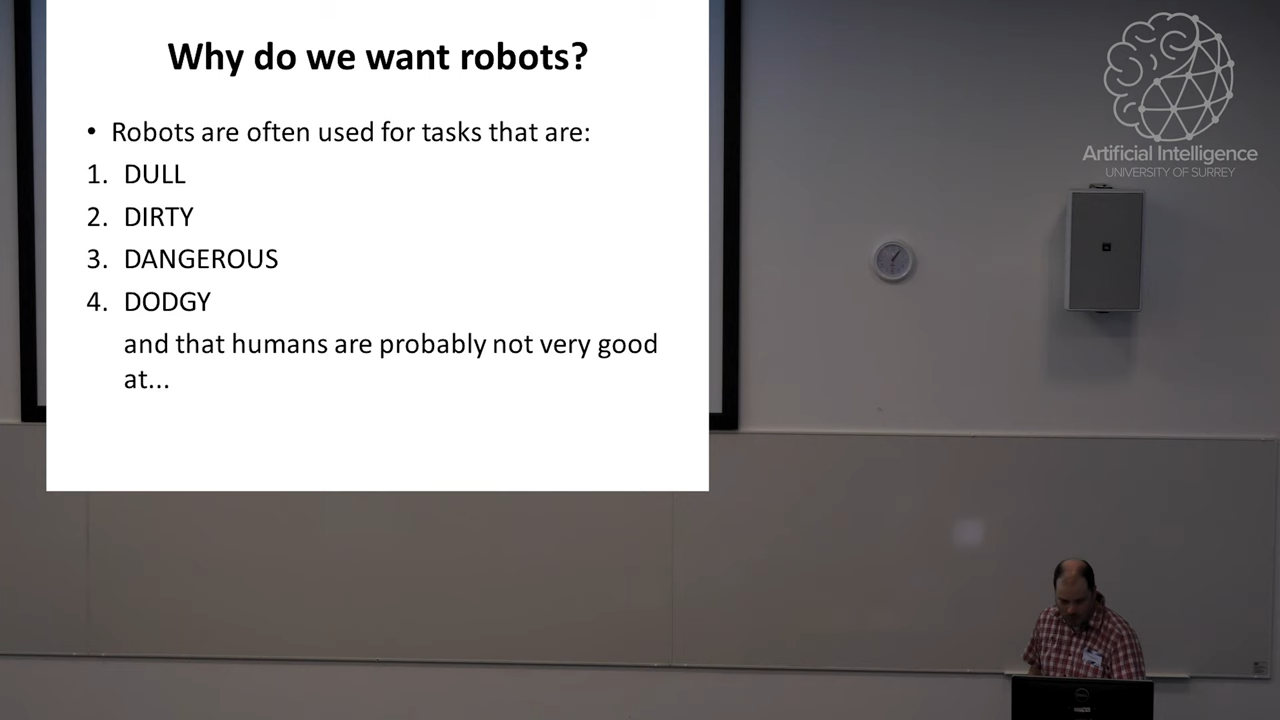 Why do we want robots?
• Robots are often used for tasks that are:
1. DULL
2. DIRTY
3. DANGEROUS
4. DODGY
and that humans are probably not very good
at...
Artificial Intelligence
UNIVERSITY OF SURREY